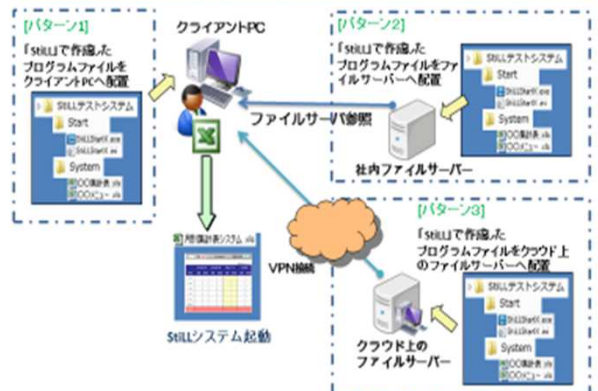 [パターン1]
「StiLL」で作成した
プログラムファイルを
クライアントPCへ配置
StiLLテストシステム
Start
System
クライアントPC
[パターン2]
「StiLL」で作成した
プログラムファイルをファ
イルサーバーへ配置
StiLLテストシステム
Start
System
ファイルサーバ参照
社内ファイルサーバー
[パターン3]
「StiLL」で作成した
プログラムファイルをクラウド上
のファイルサーバーへ配置
StiLLテストシステム
Start
System
VPN接続
StiLLシステム起動
クラウド上の
ファイルサーバー